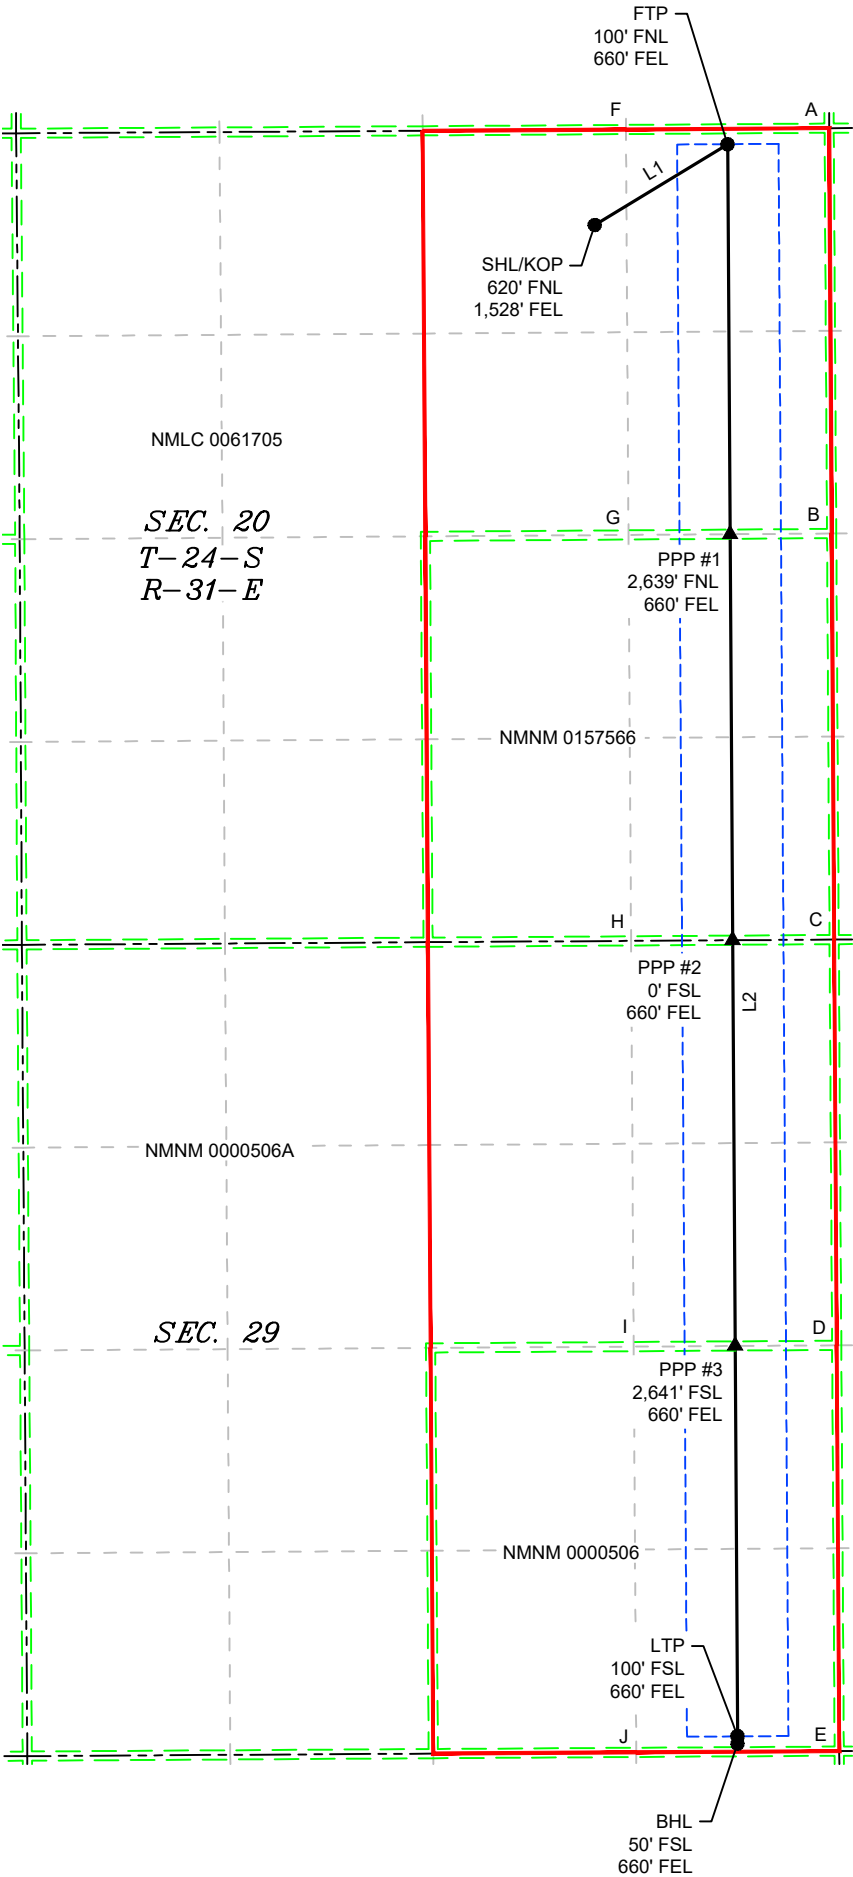 FTP
100' FNL
660' FEL
F
A
L1
SHL/KOP
620' FNL
1,528' FEL
NMLC 0061705
SEC. 20
T-24-S
R-31-E
G
B
PPP #1
2,639' FNL
660' FEL
NMNM 0157566
H
C
PPP #2
0' FSL
660' FEL
L2
NMNM 0000506A
SEC. 29
I
D
PPP #3
2,641' FSL
660' FEL
NMNM 0000506
LTP
100' FSL
660' FEL
J
E
BHL
50' FSL
660' FEL